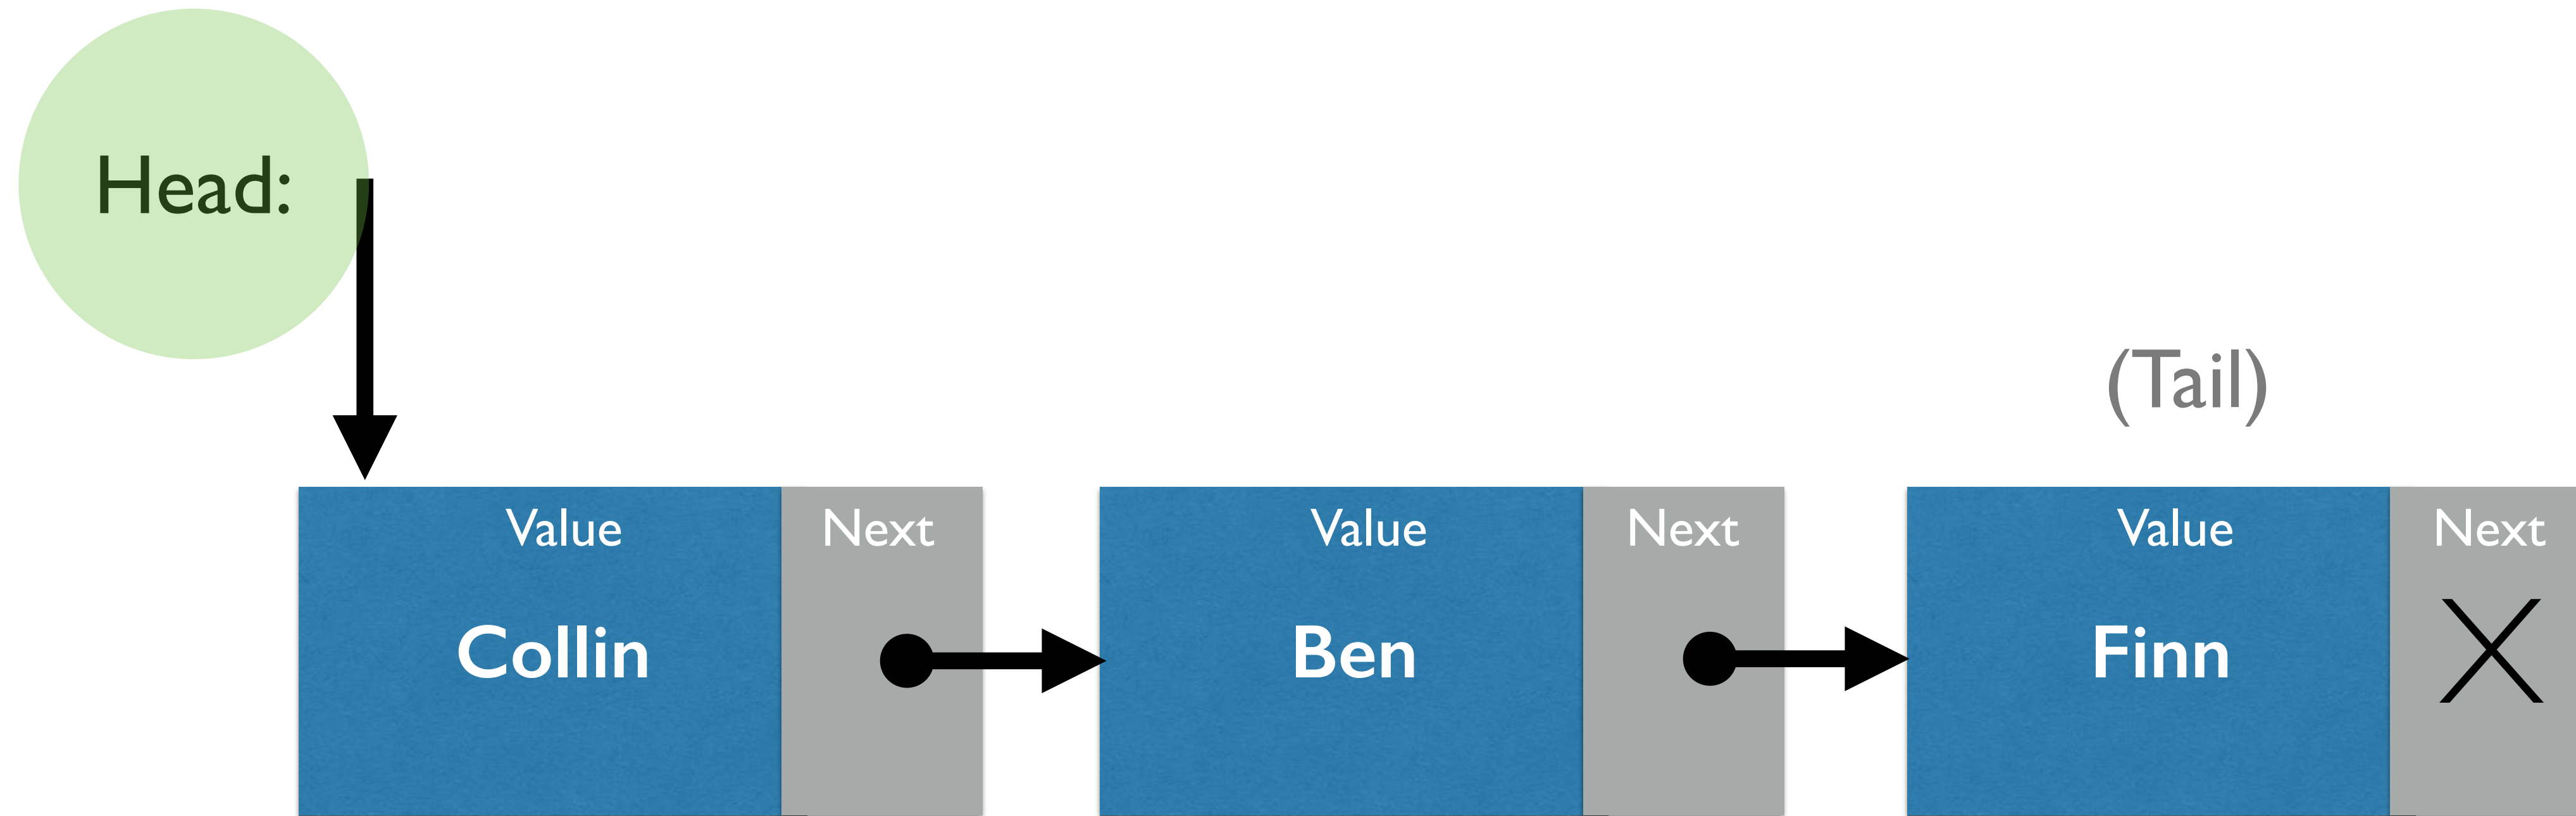 Head:
(Tail)
Value Next Value Next Value Next
Collin Ben Finn